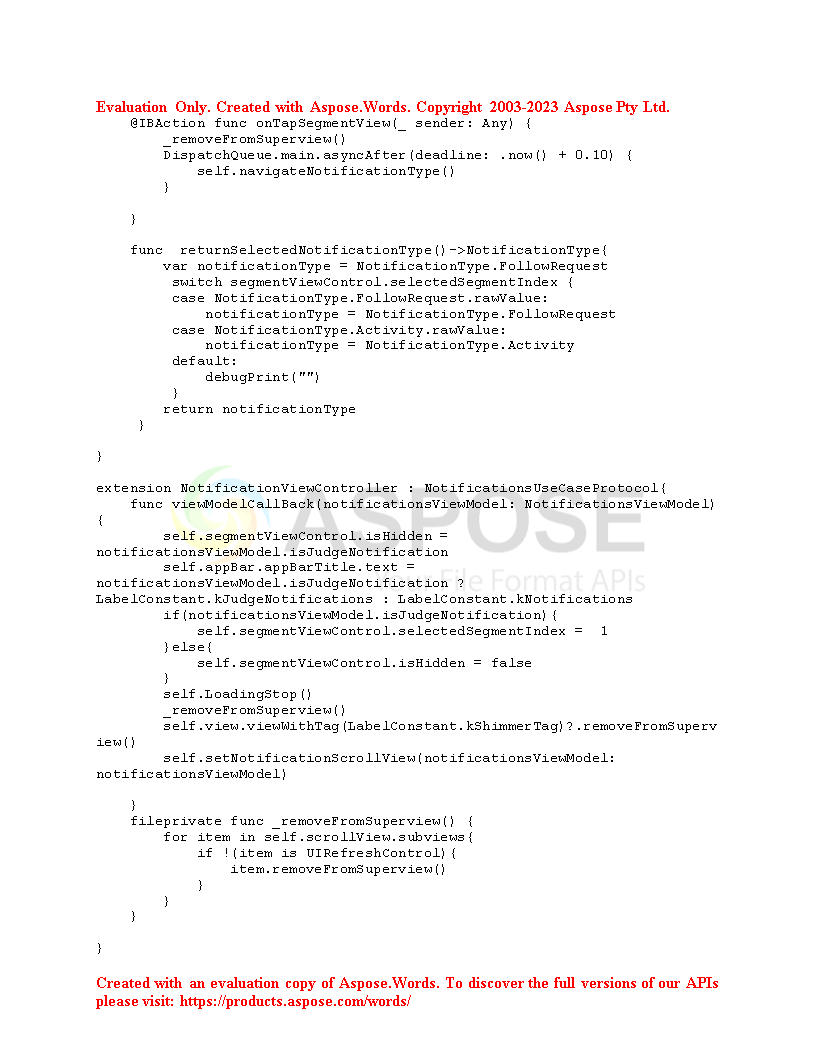 Evaluation Only. Created with Aspose.Words. Copyright 2003-2023 Aspose Pty Ltd.
@IBAction func onTapSegmentView(_ sender: Any) {
_removeFromSuperview()
DispatchQueue.main.asyncAfter(deadline: .now() + 0.10) {
self.navigateNotificationType()
}
}
func  returnSelectedNotificationType()->NotificationType{
var notificationType = NotificationType.FollowRequest
switch segmentViewControl.selectedSegmentIndex {
case NotificationType.FollowRequest.rawValue:
notificationType = NotificationType.FollowRequest
case NotificationType.Activity.rawValue:
notificationType = NotificationType.Activity
default:
debugPrint("")
}
return notificationType
}
}
extension NotificationViewController : NotificationsUseCaseProtocol{
func viewModelCallBack(notificationsViewModel: NotificationsViewModel)
{
self.segmentViewControl.isHidden =
notificationsViewModel.isJudgeNotification
self.appBar.appBarTitle.text =
notificationsViewModel.isJudgeNotification ?
LabelConstant.kJudgeNotifications : LabelConstant.kNotifications
if(notificationsViewModel.isJudgeNotification){
self.segmentViewControl.selectedSegmentIndex =  1
}else{
self.segmentViewControl.isHidden = false
}
self.LoadingStop()
_removeFromSuperview()
self.view.viewWithTag(LabelConstant.kShimmerTag)?.removeFromSuperv
iew()
self.setNotificationScrollView(notificationsViewModel:
notificationsViewModel)
}
fileprivate func _removeFromSuperview() {
for item in self.scrollView.subviews{
if !(item is UIRefreshControl){
item.removeFromSuperview()
}
}
}
}
ASPOSE
Your File Format APIs
Created with an evaluation copy of Aspose.Words. To discover the full versions of our APIs
please visit: https://products.aspose.com/words/